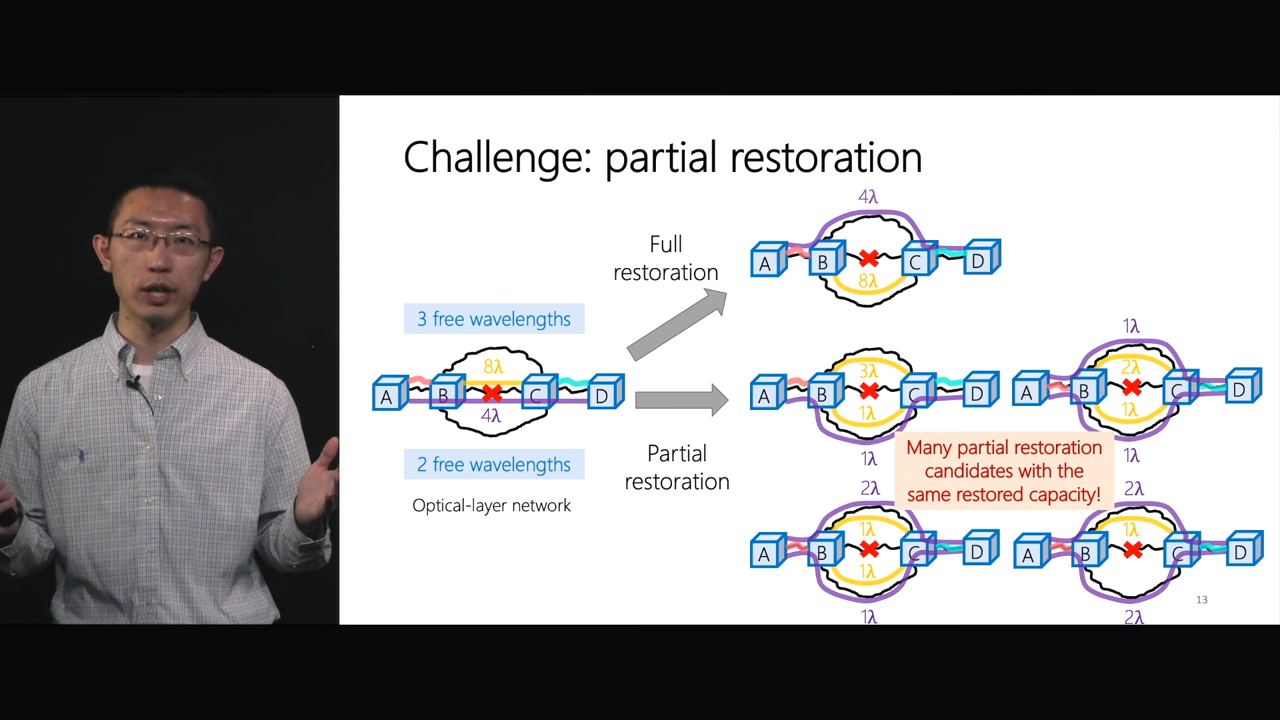 Challenge: partial restoration
Full
restoration
4λ
A
B
C
D
8λ
3 free wavelengths
8λ
A
B
C
D
4λ
2 free wavelengths
Optical-layer network
Partial
restoration
3λ
A
B
C
D
1λ
1λ
1λ
2λ
A
B
C
D
1λ
1λ
Many partial restoration
candidates with the
same restored capacity!
2λ
1λ
A
B
C
D
1λ
1λ
2λ
1λ
A
B
C
D
2λ
13